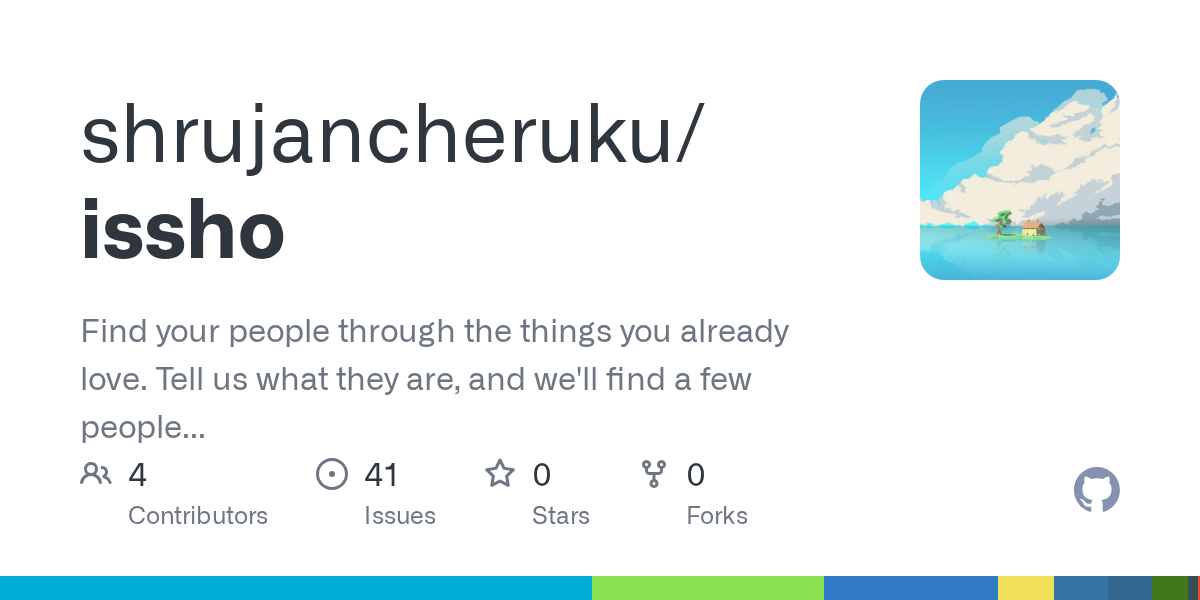 shrujancheruku/
issho
Find your people through the things you already
love. Tell us what they are, and we'll find a few
people...
4 41 0 0
Contributors Issues Stars Forks